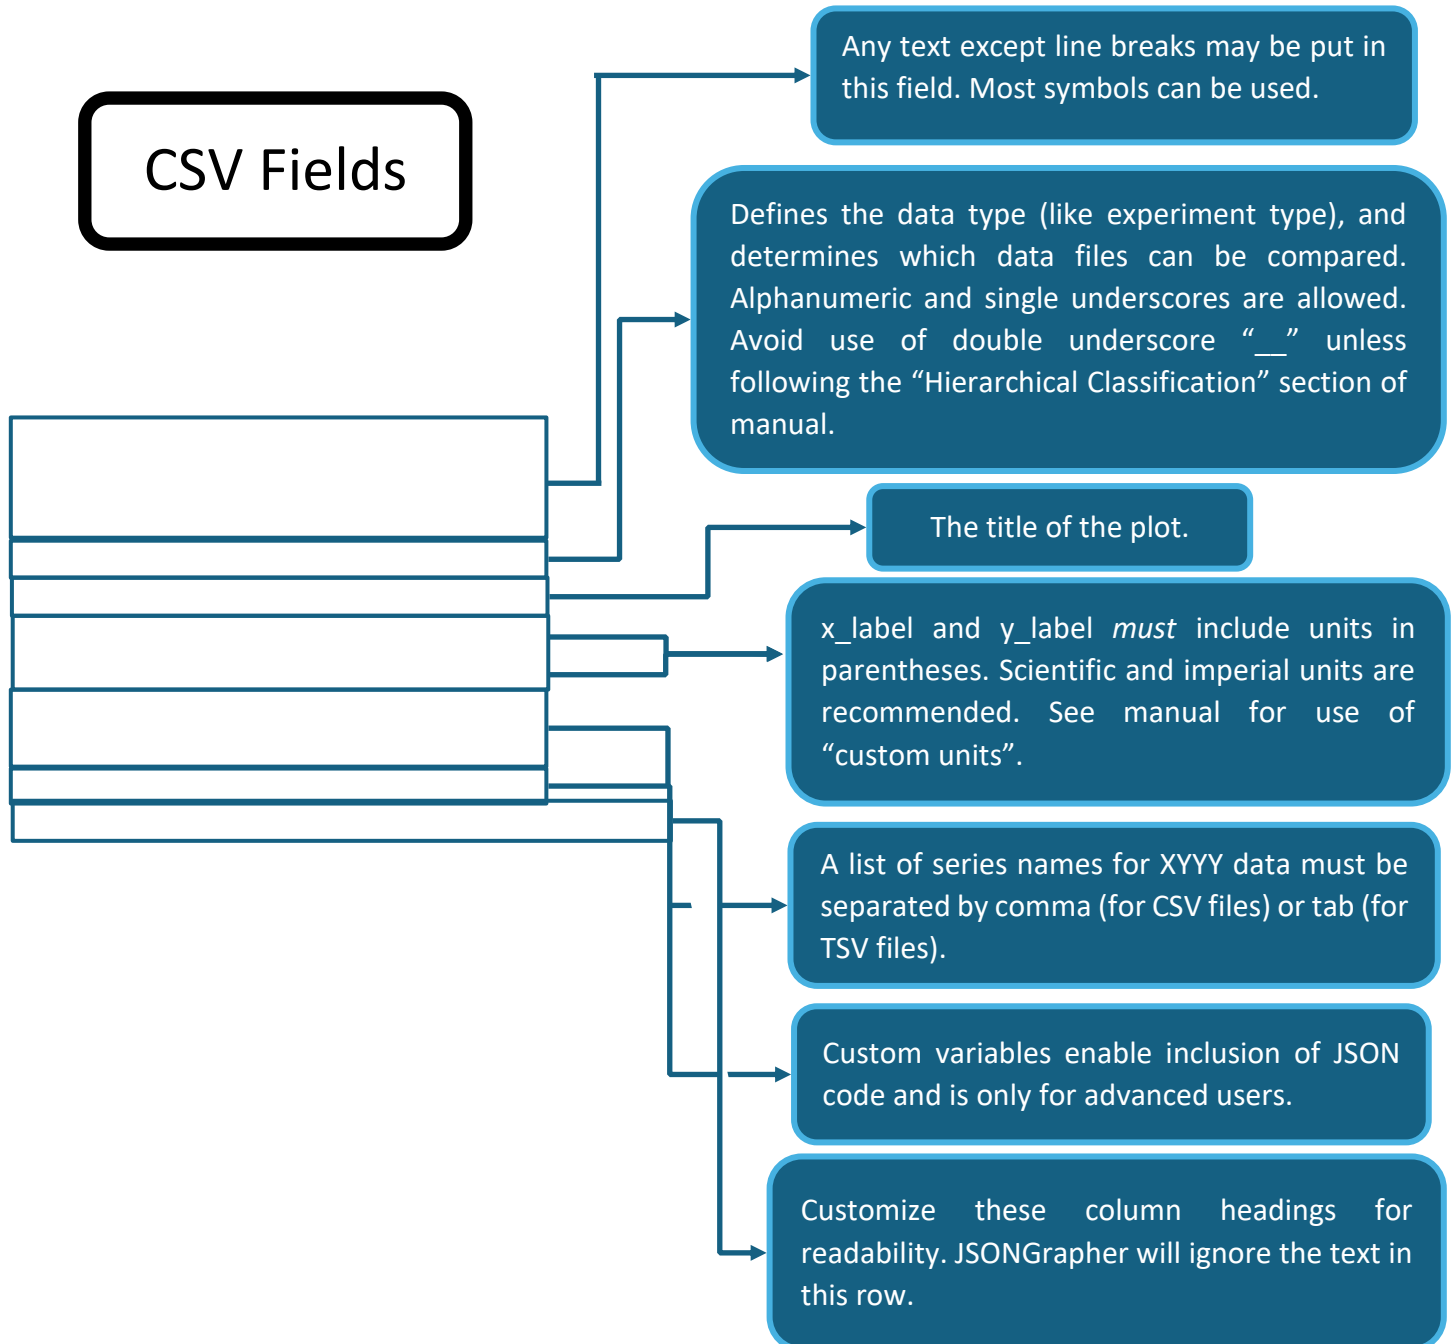 CSV Fields
Any text except line breaks may be put in
this field. Most symbols can be used.
Defines the data type (like experiment type), and
determines which data files can be compared.
Alphanumeric and single underscores are allowed.
Avoid use of double underscore “__” unless
following the “Hierarchical Classification” section of
manual.
The title of the plot.
x_label and y_label must include units in
parentheses. Scientific and imperial units are
recommended. See manual for use of
“custom units”.
A list of series names for XYYY data must be
separated by comma (for CSV files) or tab (for
TSV files).
Custom variables enable inclusion of JSON
code and is only for advanced users.
Customize these column headings for
readability. JSONGrapher will ignore the text in
this row.